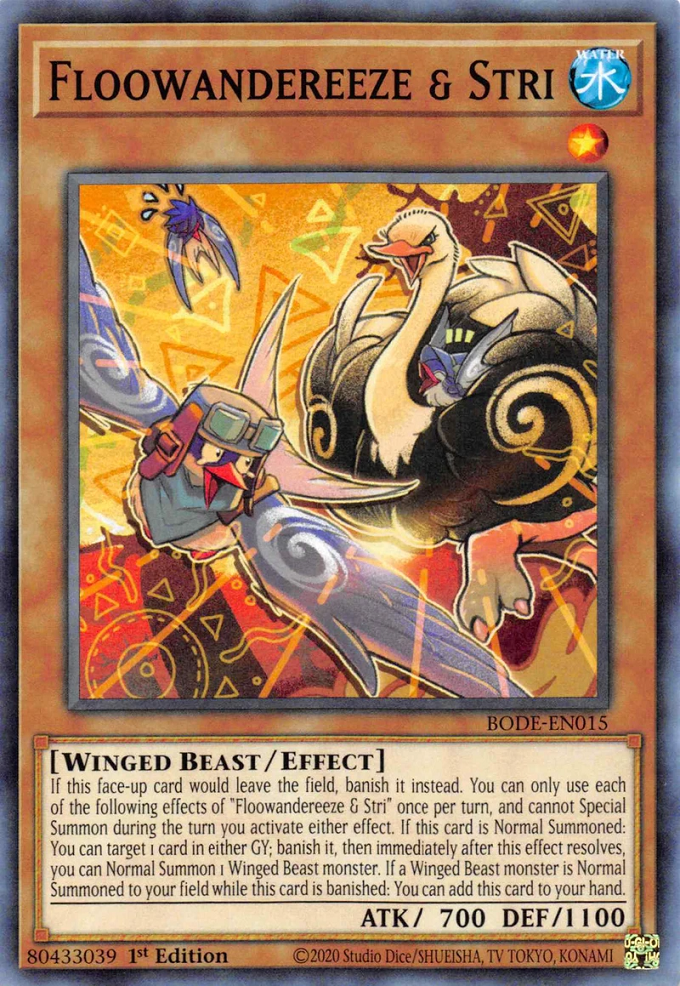 FLOOWANDEREEZE & STRI
WATER
水
BODE-EN015
[WINGED BEAST/EFFECT]
If this face-up card would leave the field, banish it instead. You can only use each
of the following effects of "Floowandereeze & Stri" once per turn, and cannot Special
Summon during the turn you activate either effect. If this card is Normal Summoned:
You can target 1 card in either GY; banish it, then immediately after this effect resolves,
you can Normal Summon 1 Winged Beast monster. If a Winged Beast monster is Normal
Summoned to your field while this card is banished: You can add this card to your hand.
ATK/ 700 DEF/1100
80433039 1st Edition ©2020 Studio Dice/SHUEISHA, TV TOKYO, KONAMI